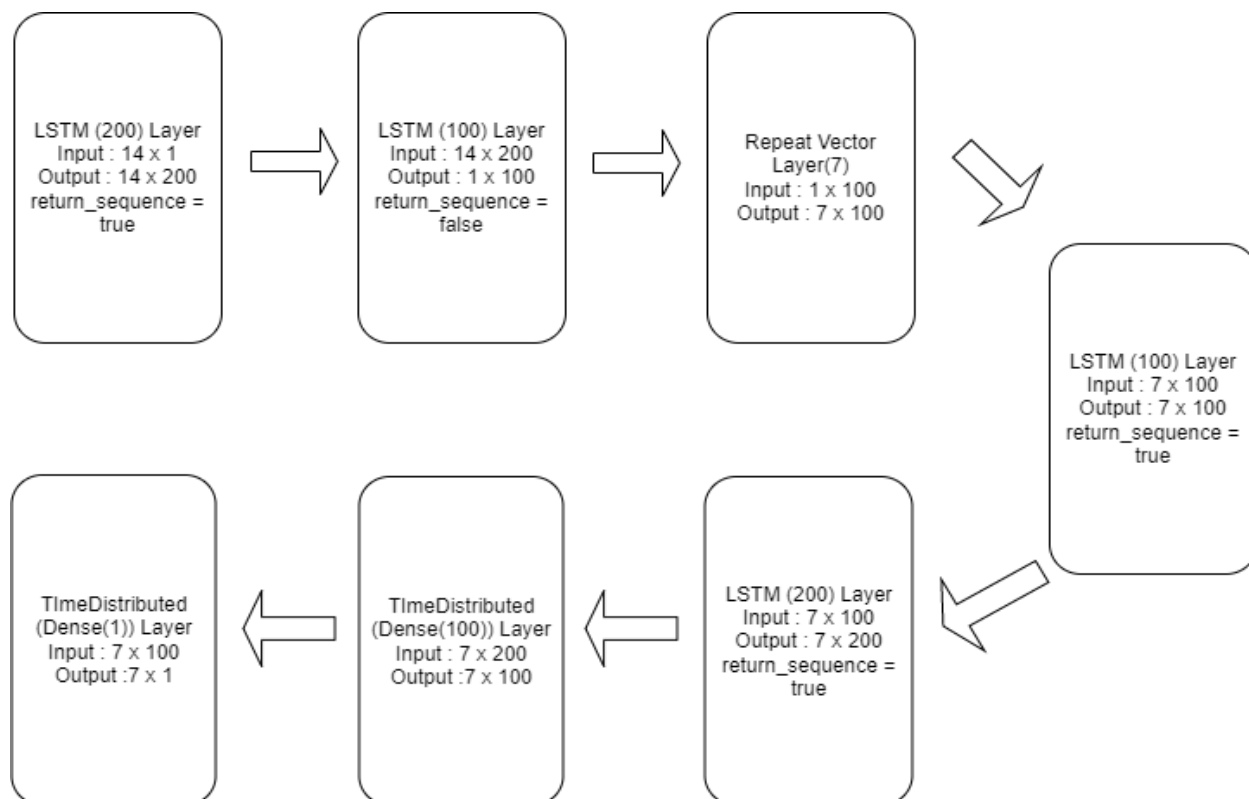 LSTM (200) Layer
Input : 14 x 1
Output : 14 x 200
return_sequence =
true
LSTM (100) Layer
Input : 14 x 200
Output : 1 x 100
return_sequence =
false
Repeat Vector
Layer(7)
Input : 1 x 100
Output : 7 x 100
LSTM (100) Layer
Input : 7 x 100
Output : 7 x 100
return_sequence =
true
LSTM (200) Layer
Input : 7 x 100
Output : 7 x 200
return_sequence =
true
TImeDistributed
(Dense(100)) Layer
Input : 7 x 200
Output :7 x 100
TImeDistributed
(Dense(1)) Layer
Input : 7 x 100
Output :7 x 1